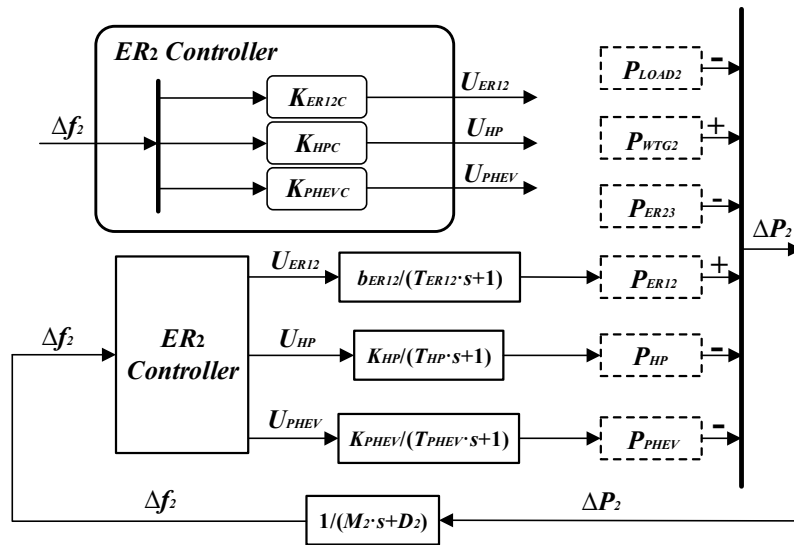 ER2 Controller
Δf2
KER12C
UER12
KHPC
UHP
KPHEVC
UPHEV
PLOAD2
-
PWTG2
+
PER23
-
ΔP2
ER2
Controller
Δf2
UER12
bER12/(TER12·s+1)
PER12
+
UHP
KHP/(THP·s+1)
PHP
-
UPHEV
KPHEV/(TPHEV·s+1)
PPHEV
-
Δf2
1/(M2·s+D2)
ΔP2